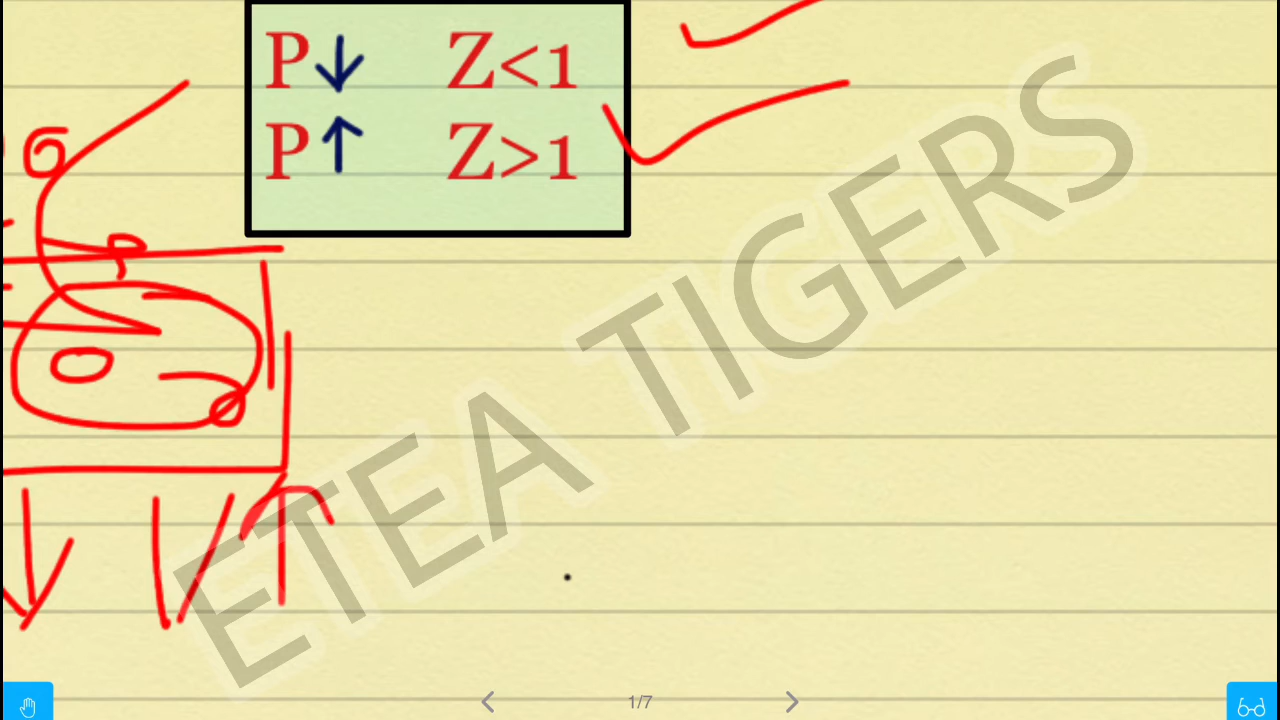 P↓ Z<1
P↑ Z>1
ETEA TIGERS
1/7